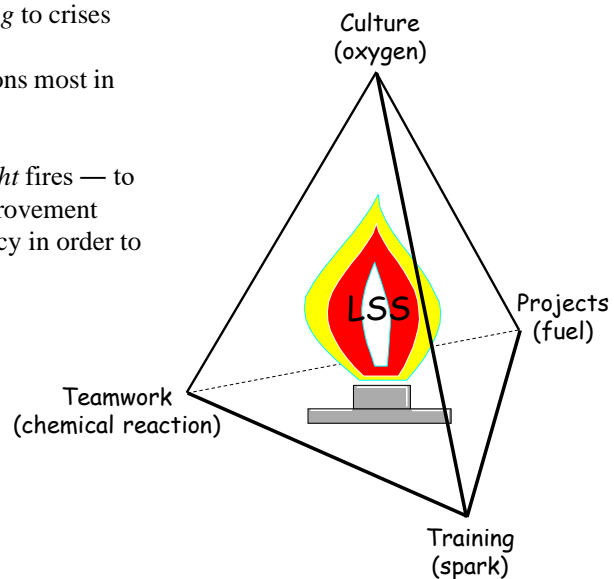 g to crises
ons most in
ht fires — to
rovement
cy in order to
Culture
(oxygen)
LSS
Projects
(fuel)
Teamwork
(chemical reaction)
Training
(spark)